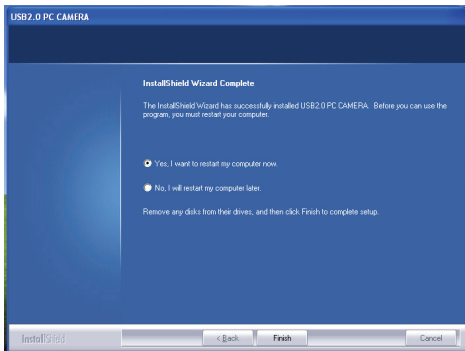 USB2.0 PC CAMERA
InstallShield Wizard Complete
The InstallShield Wizard has successfully installed USB2.0 PC CAMERA. Before you can use the
program, you must restart your computer.
Yes, I want to restart my computer now.
No, I will restart my computer later.
Remove any disks from their drives, and then click Finish to complete setup.
InstallShield
< Back Finish Cancel